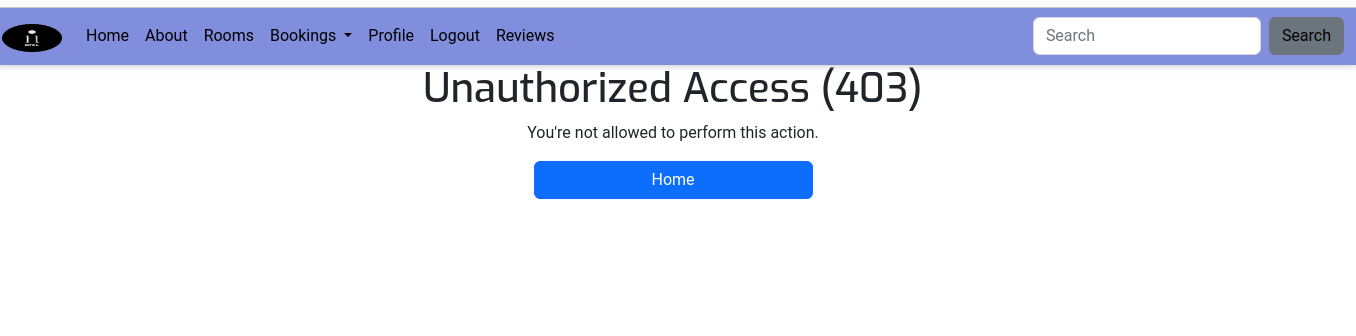 Home About Rooms Bookings Profile Logout Reviews Search Search
Unauthorized Access (403)
You're not allowed to perform this action.
Home